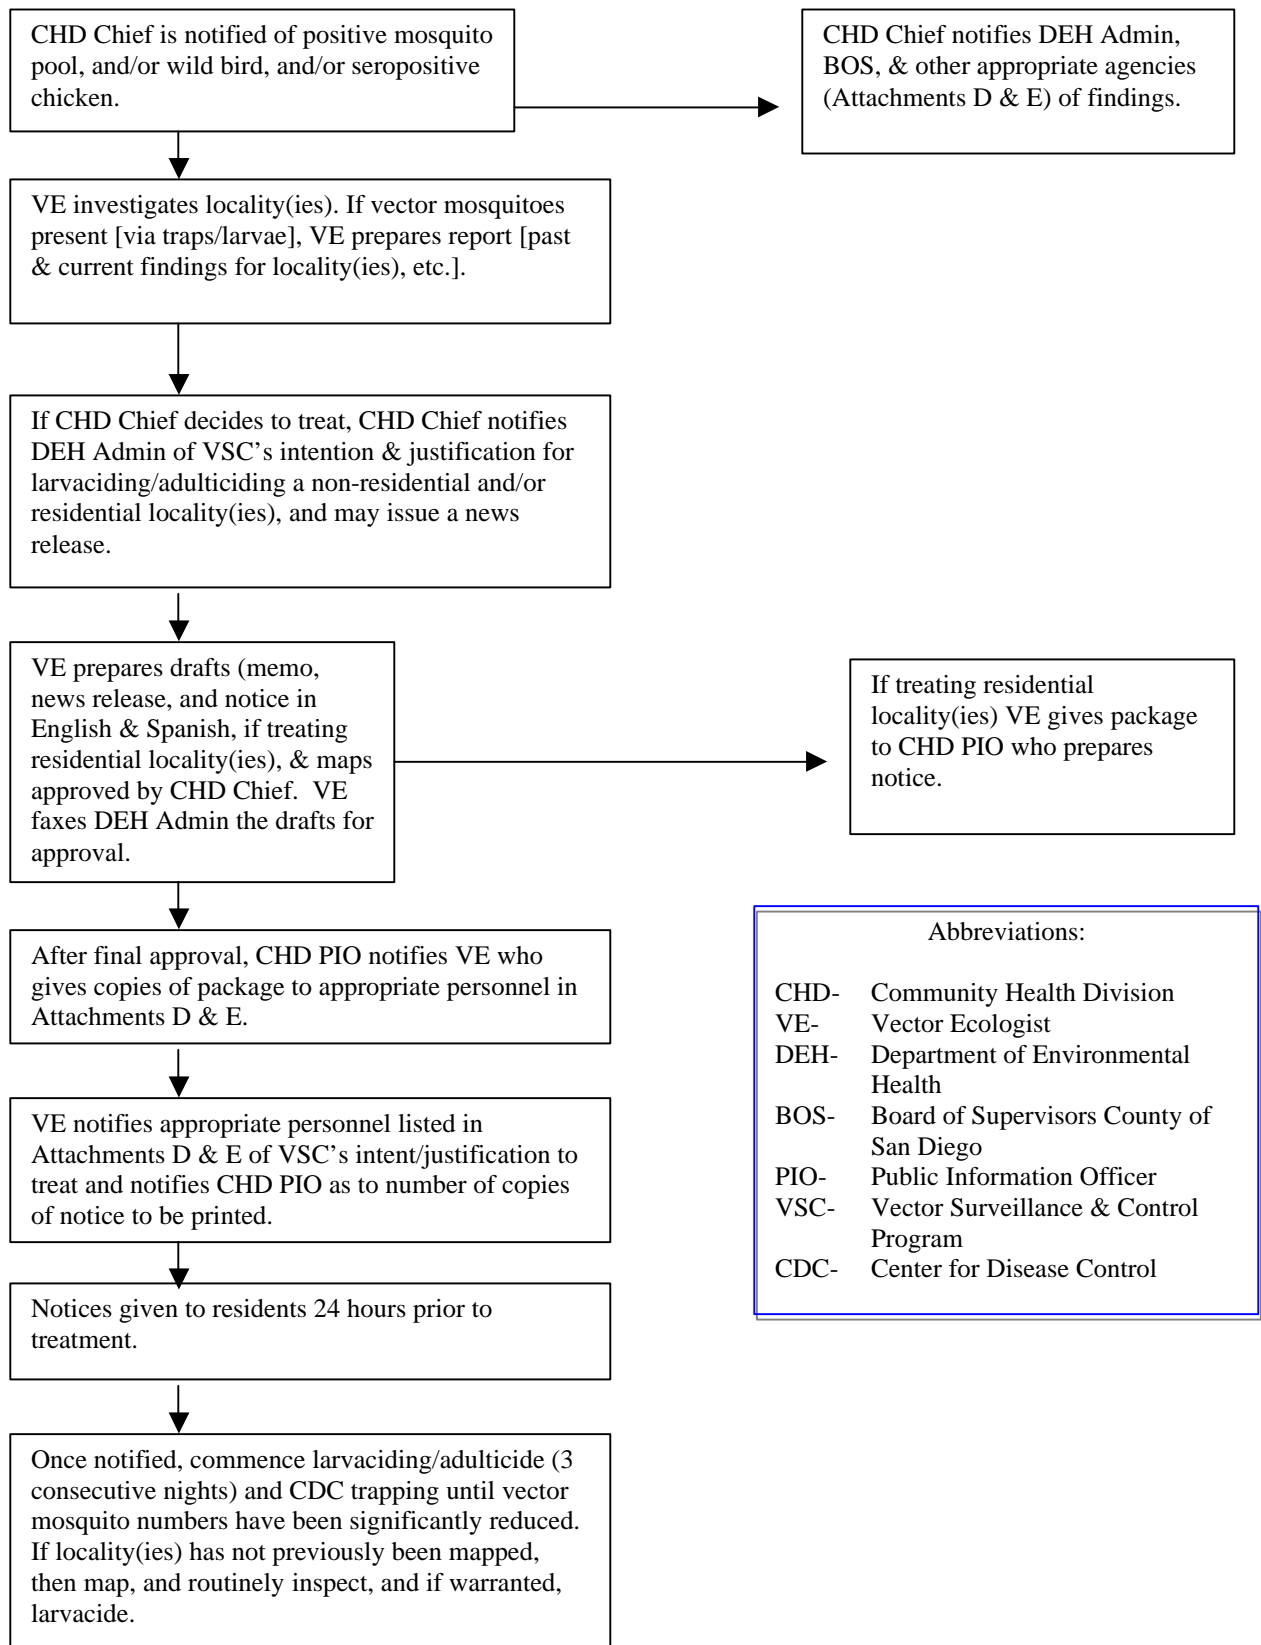 CHD Chief is notified of positive mosquito
pool, and/or wild bird, and/or seropositive
chicken.
CHD Chief notifies DEH Admin,
BOS, & other appropriate agencies
(Attachments D & E) of findings.
VE investigates locality(ies). If vector mosquitoes
present [via traps/larvae], VE prepares report [past
& current findings for locality(ies), etc.].
If CHD Chief decides to treat, CHD Chief notifies
DEH Admin of VSC’s intention & justification for
larvaciding/adulticiding a non-residential and/or
residential locality(ies), and may issue a news
release.
VE prepares drafts (memo,
news release, and notice in
English & Spanish, if treating
residential locality(ies), & maps
approved by CHD Chief.  VE
faxes DEH Admin the drafts for
approval.
If treating residential
locality(ies) VE gives package
to CHD PIO who prepares
notice.
After final approval, CHD PIO notifies VE who
gives copies of package to appropriate personnel in
Attachments D & E.
VE notifies appropriate personnel listed in
Attachments D & E of VSC’s intent/justification to
treat and notifies CHD PIO as to number of copies
of notice to be printed.
Notices given to residents 24 hours prior to
treatment.
Once notified, commence larvaciding/adulticide (3
consecutive nights) and CDC trapping until vector
mosquito numbers have been significantly reduced.
If locality(ies) has not previously been mapped,
then map, and routinely inspect, and if warranted,
larvacide.
Abbreviations:
CHD- Community Health Division
VE- Vector Ecologist
DEH- Department of Environmental
Health
BOS- Board of Supervisors County of
San Diego
PIO- Public Information Officer
VSC- Vector Surveillance & Control
Program
CDC- Center for Disease Control